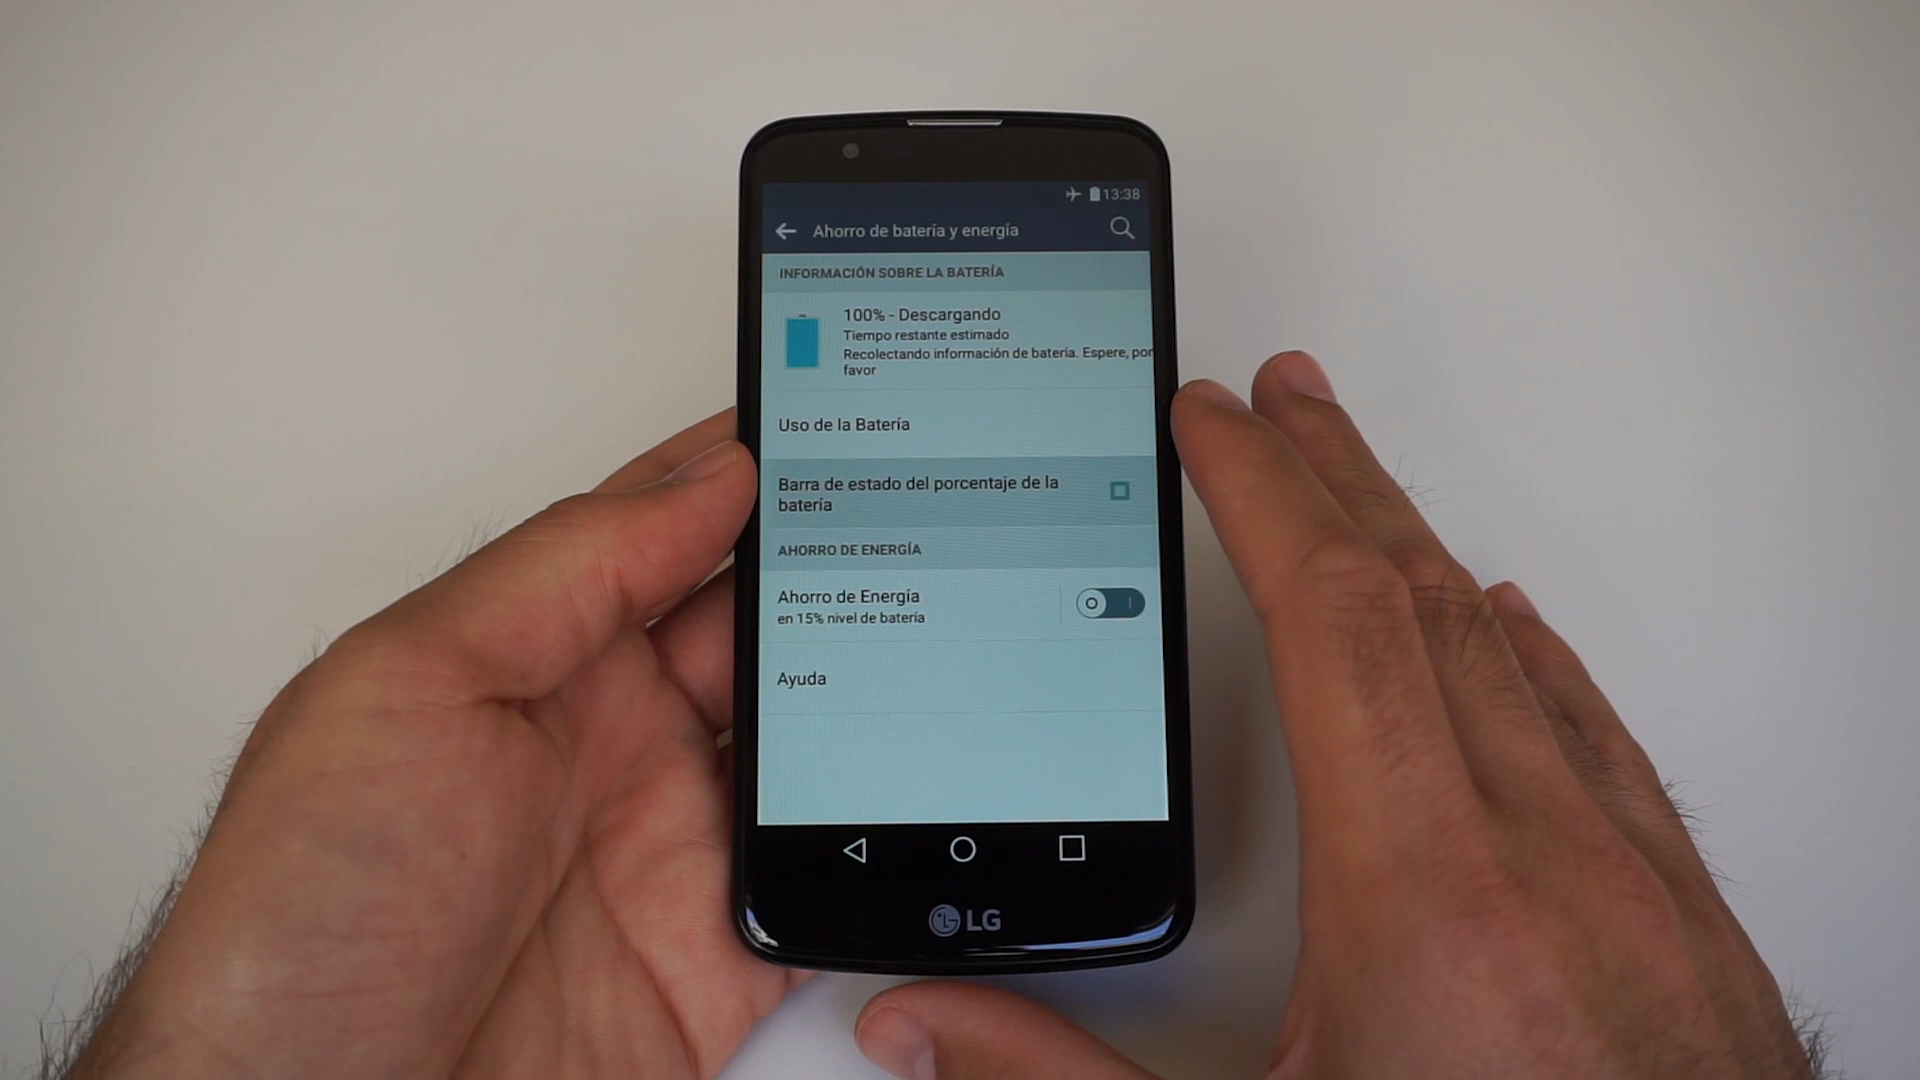 13:38
Ahorro de batería y energía
INFORMACIÓN SOBRE LA BATERÍA
100% - Descargando
Tiempo restante estimado
Recolectando información de batería. Espere, por
favor
Uso de la Batería
Barra de estado del porcentaje de la
batería
AHORRO DE ENERGÍA
Ahorro de Energía
en 15% nivel de batería
Ayuda
LG